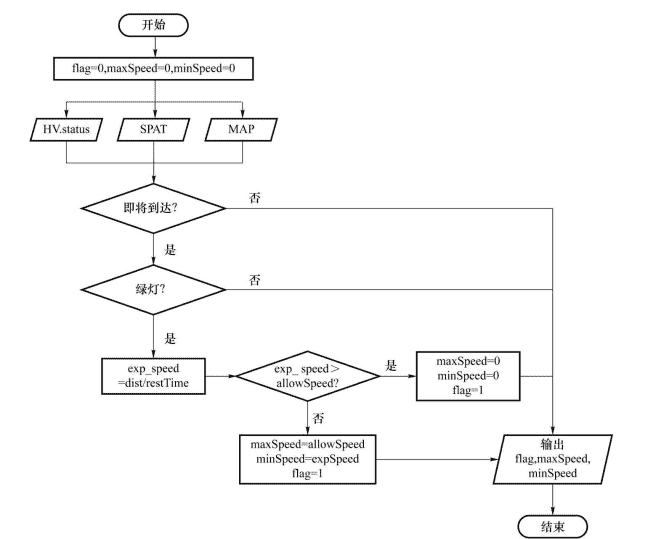 开始
flag=0,maxSpeed=0,minSpeed=0
HV.status
SPAT
MAP
即将到达?
否
是
绿灯?
否
是
exp_speed
=dist/restTime
exp_ speed＞
allowSpeed?
是
maxSpeed=0
minSpeed=0
flag=1
否
maxSpeed=allowSpeed
minSpeed=expSpeed
flag=1
输出
flag,maxSpeed,
minSpeed
结束